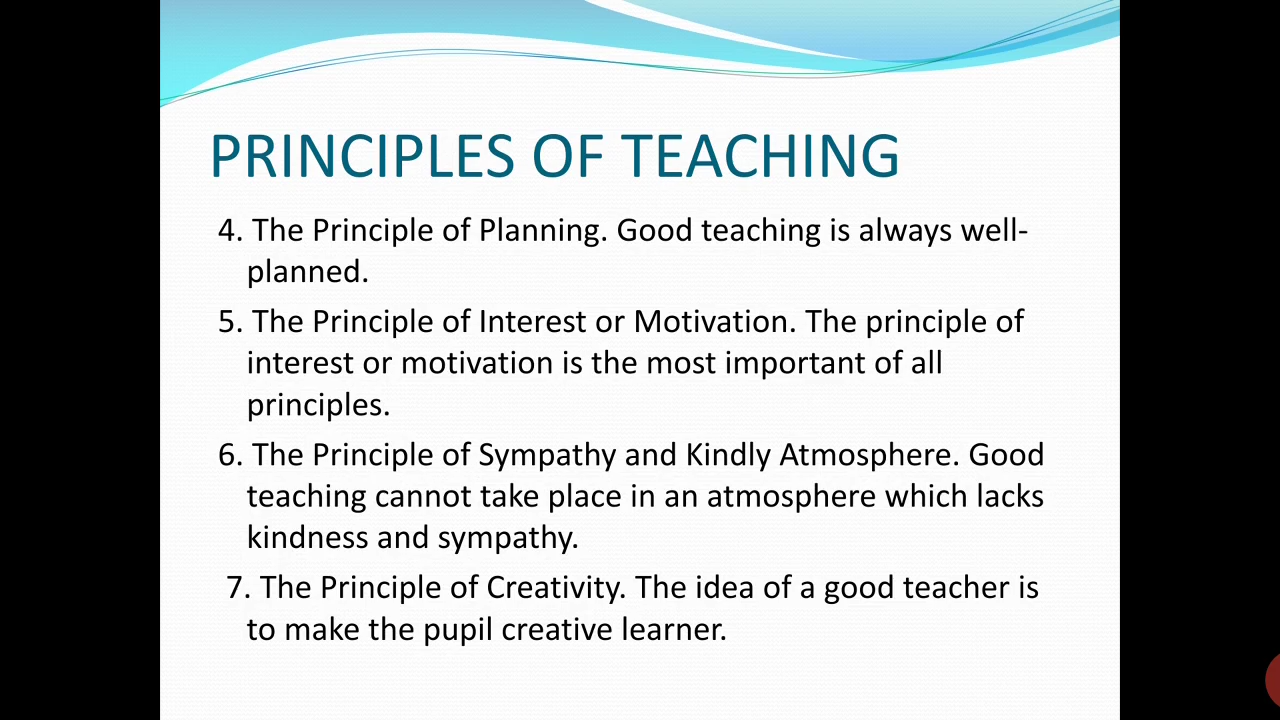 PRINCIPLES OF TEACHING
4. The Principle of Planning. Good teaching is always well-
planned.
5. The Principle of Interest or Motivation. The principle of
interest or motivation is the most important of all
principles.
6. The Principle of Sympathy and Kindly Atmosphere. Good
teaching cannot take place in an atmosphere which lacks
kindness and sympathy.
7. The Principle of Creativity. The idea of a good teacher is
to make the pupil creative learner.